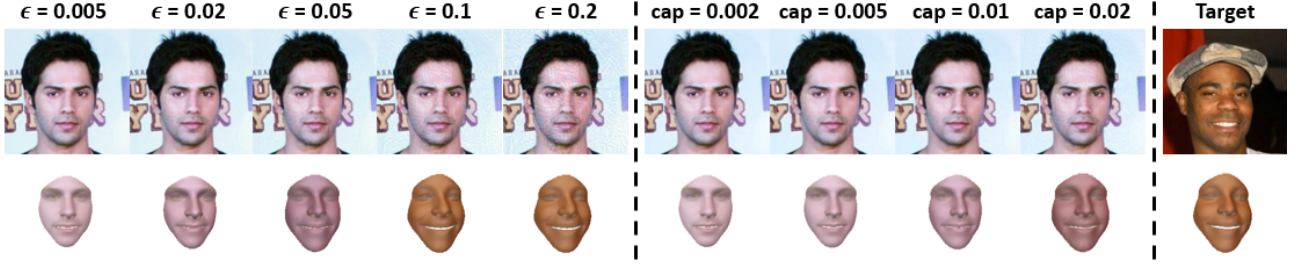 ϵ = 0.005 ϵ = 0.02 ϵ = 0.05 ϵ = 0.1 ϵ = 0.2 cap = 0.002 cap = 0.005 cap = 0.01 cap = 0.02 Target